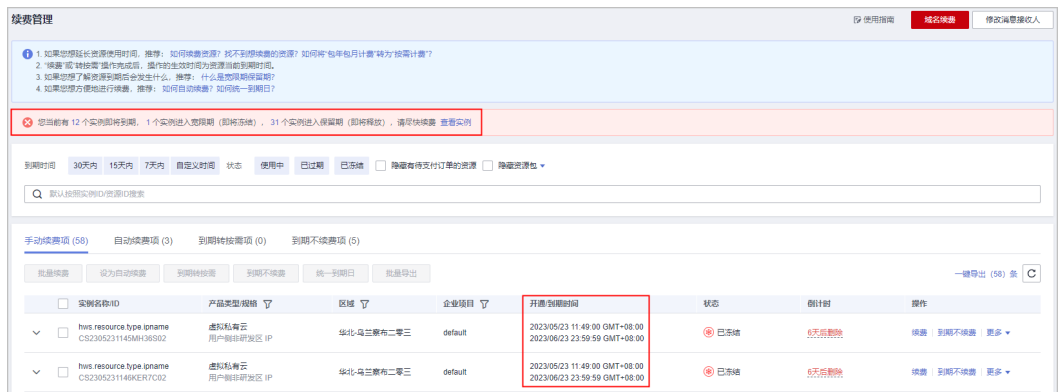 续费管理
使用指南
域名续费
修改消息接收人
1. 如果您想延长资源使用时间，推荐： 如何续费资源? 找不到想续费的资源? 如何将“包年包月计费”转为“按需计费”?
2. “续费”或“转按需”操作完成后，操作的生效时间为资源当前到期时间。
3. 如果您想了解资源到期后会发生什么，推荐： 什么是宽限期保留期?
4. 如果您想方便地进行续费，推荐： 如何自动续费? 如何统一到期日?
您当前有 12 个实例即将到期， 1 个实例进入宽限期（即将冻结）， 31 个实例进入保留期（即将释放），请尽快续费 查看实例
到期时间 30天内 15天内 7天内 自定义时间 状态 使用中 已过期 已冻结 隐藏有待支付订单的资源 隐藏资源包
默认按照实例ID/资源ID搜索
手动续费项 (58) 自动续费项 (3) 到期转按需项 (0) 到期不续费项 (5)
批量续费 设为自动续费 到期转按需 到期不续费 统一到期日 批量导出 一键导出 (58) 条
实例名称/ID 产品类型/规格 区域 企业项目 开通/到期时间 状态 倒计时 操作
hws.resource.type.ipname 虚拟私有云 华北-乌兰察布二零三 default 2023/05/23 11:49:00 GMT+08:00 已冻结 6天后删除 续费 到期不续费 更多
CS2305231145MH36S02 用户侧非研发区 IP 2023/06/23 23:59:59 GMT+08:00
hws.resource.type.ipname 虚拟私有云 华北-乌兰察布二零三 default 2023/05/23 11:49:00 GMT+08:00 已冻结 6天后删除 续费 到期不续费 更多
CS2305231146KER7C02 用户侧非研发区 IP 2023/06/23 23:59:59 GMT+08:00